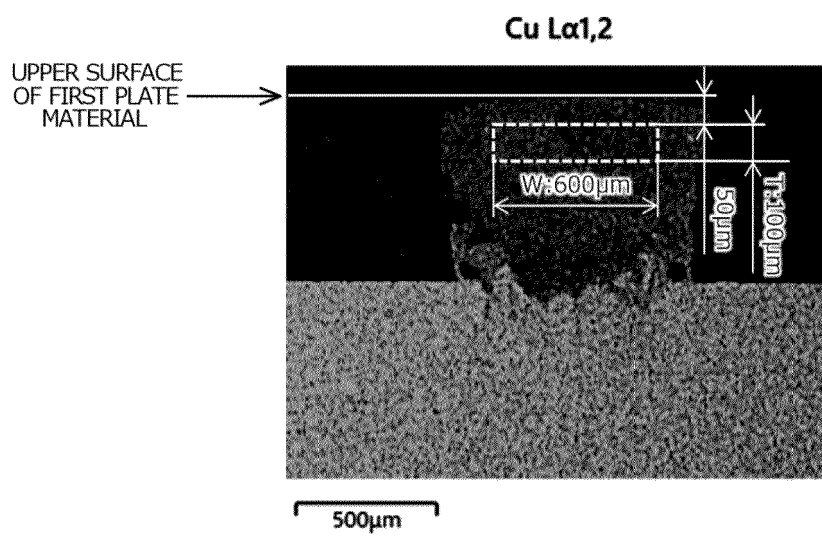 Cu Lα1,2
UPPER SURFACE
OF FIRST PLATE
MATERIAL
W:600μm
50μm
T:100μm
500μm